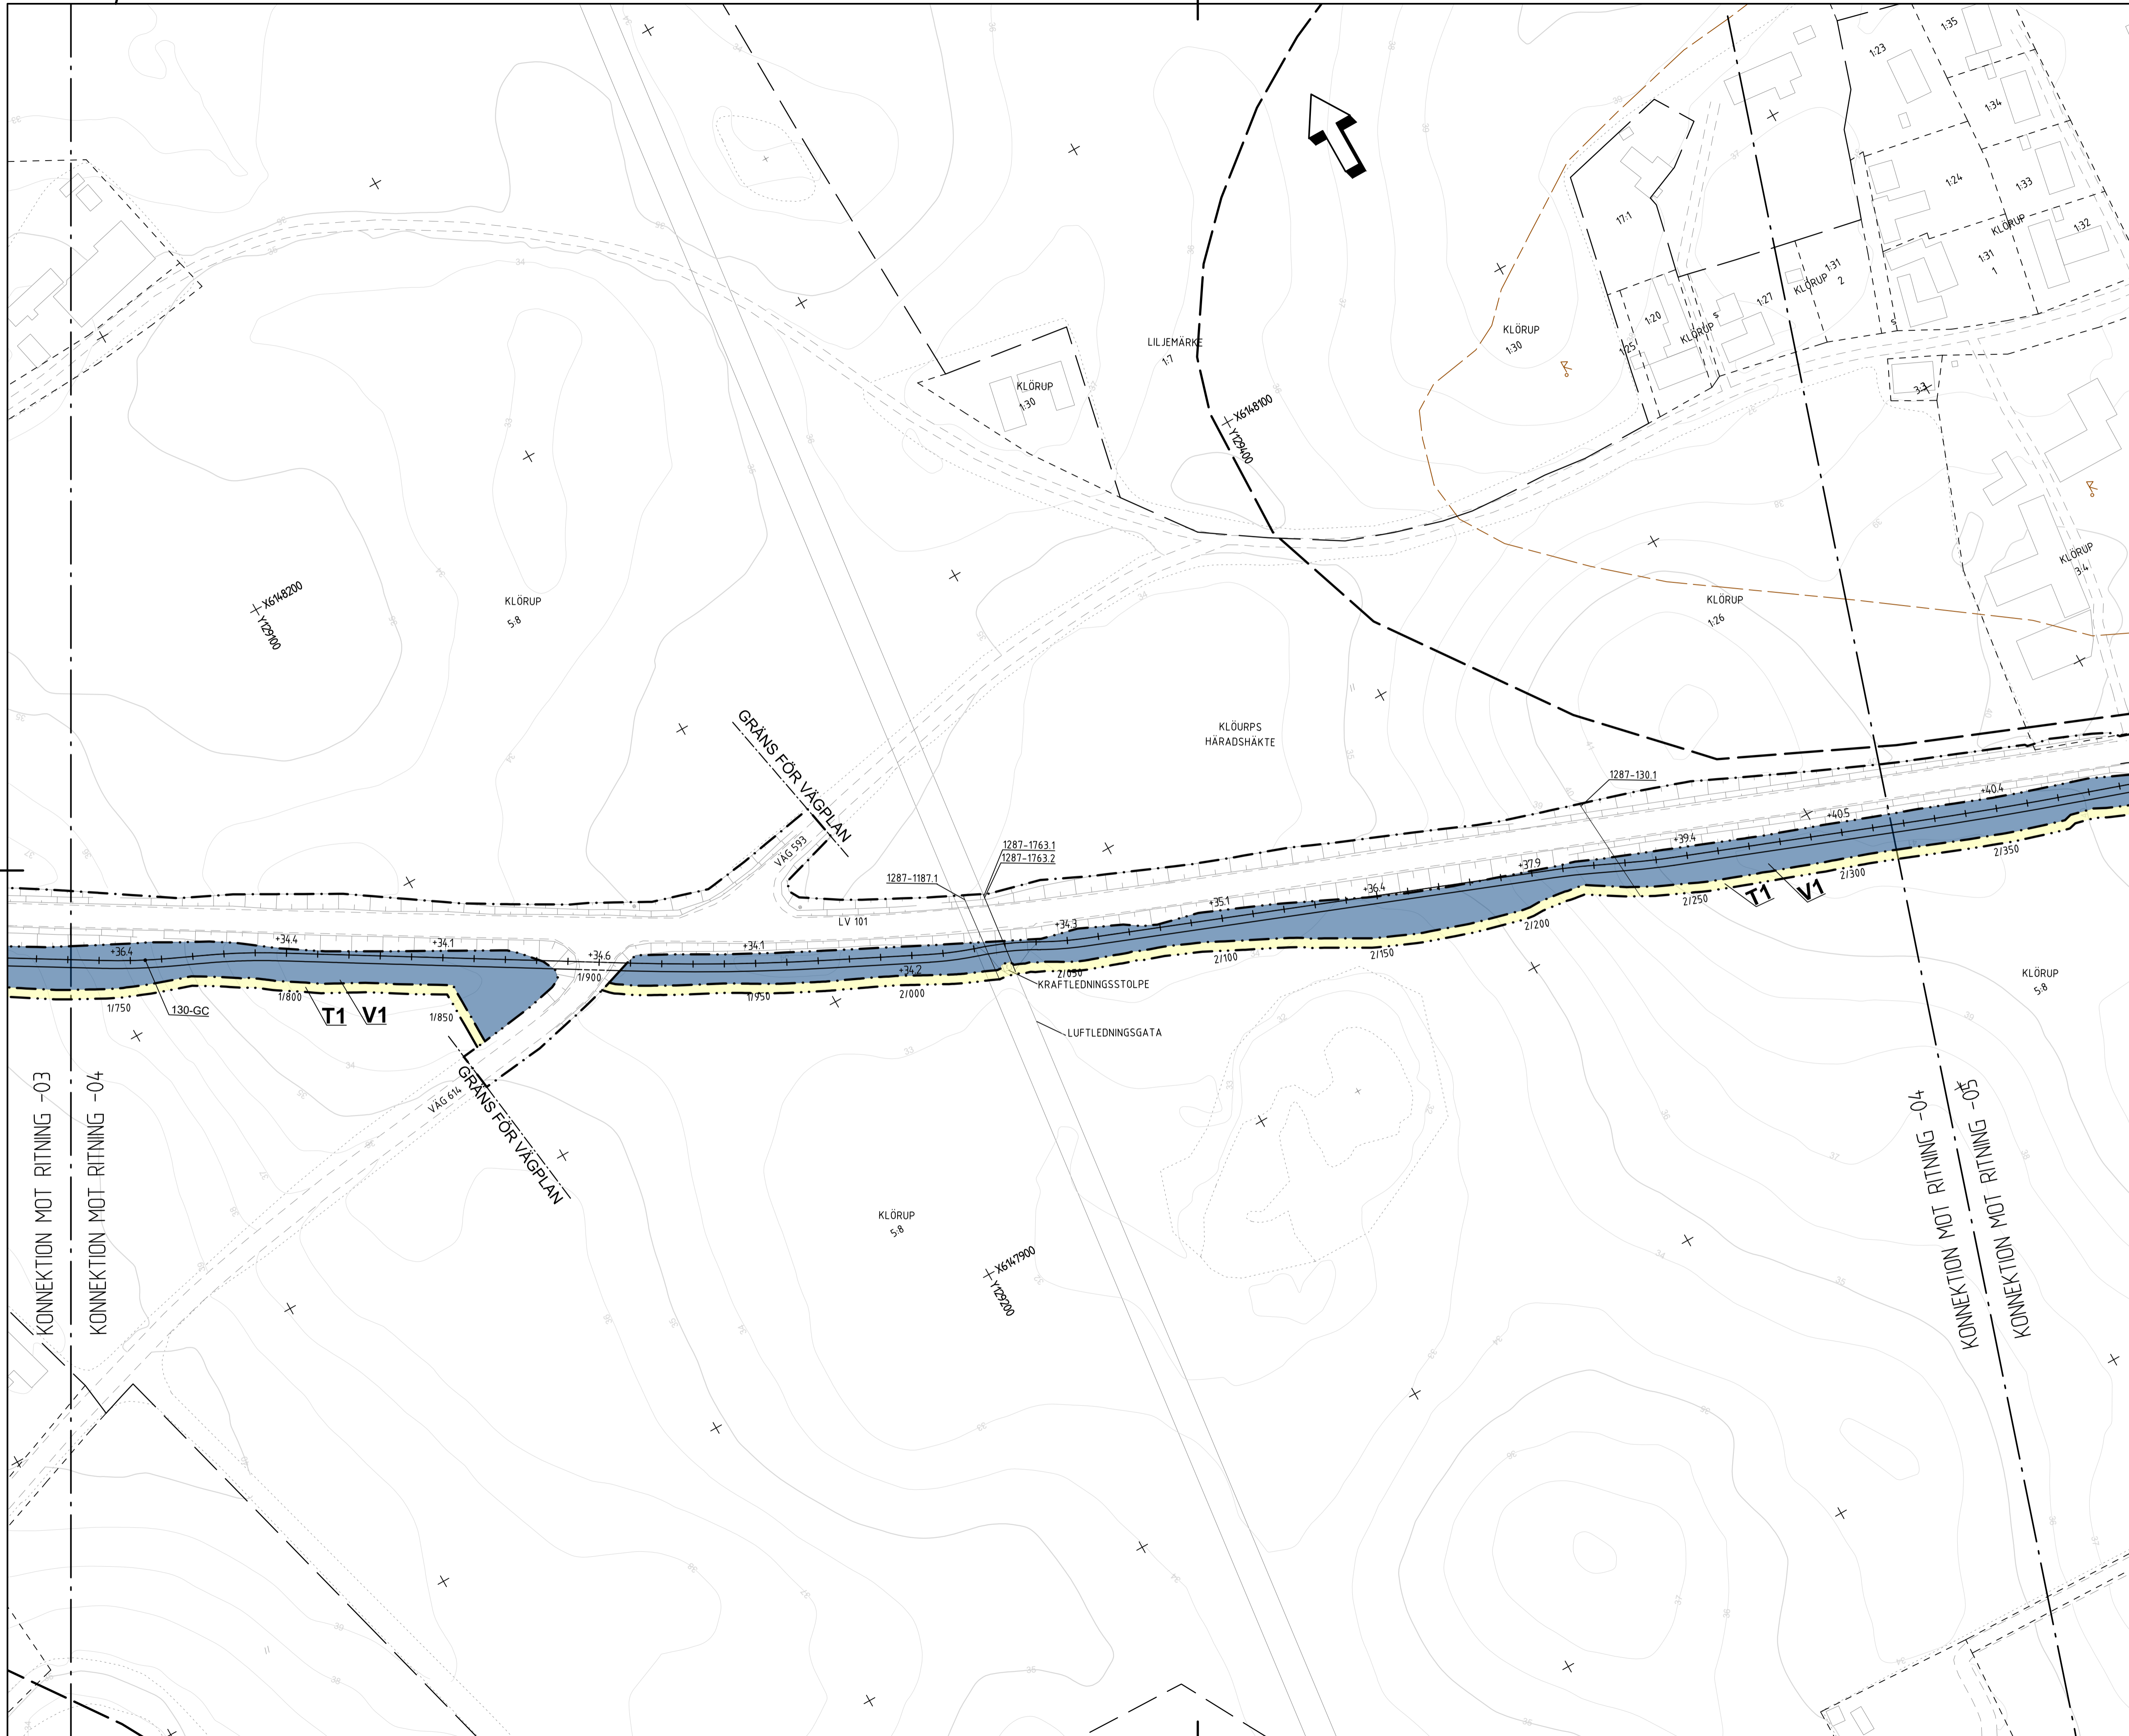 1:35
1:23
1:34
1:24
1:33
KLÖRUP
1:32
17:1
1:31
1
1:31
2
KLÖRUP
1:27
1:20
KLÖRUP
S
S
1:25
KLÖRUP
1:30
LILJEMÄRKE
1:7
KLÖRUP
1:30
3:3
X6148100
Y129400
KLÖRUP
3:4
X6148200
Y129100
KLÖRUP
5:8
KLÖRUP
1:26
GRÄNS FÖR VÄGPLAN
KLÖURPS
HÄRADSHÄKTE
1287-130.1
VÄG 593
1287-1763.1
1287-1763.2
1287-1187.1
LV 101
+36.4
+34.4
+34.1
+34.6
+34.1
+34.2
+34.3
+35.1
+36.4
+37.9
+39.4
+40.5
+40.4
1/750
1/800
1/850
1/900
1/950
2/000
2/050
2/100
2/150
2/200
2/250
2/300
2/350
130-GC
T1
V1
T1
V1
KRAFTLEDNINGSSTOLPE
LUFTLEDNINGSGATA
KLÖRUP
5:8
VÄG 614
GRÄNS FÖR VÄGPLAN
KONNEKTION MOT RITNING -03
KONNEKTION MOT RITNING -04
KONNEKTION MOT RITNING -04
KONNEKTION MOT RITNING -05
KLÖRUP
5:8
X6147900
Y129200